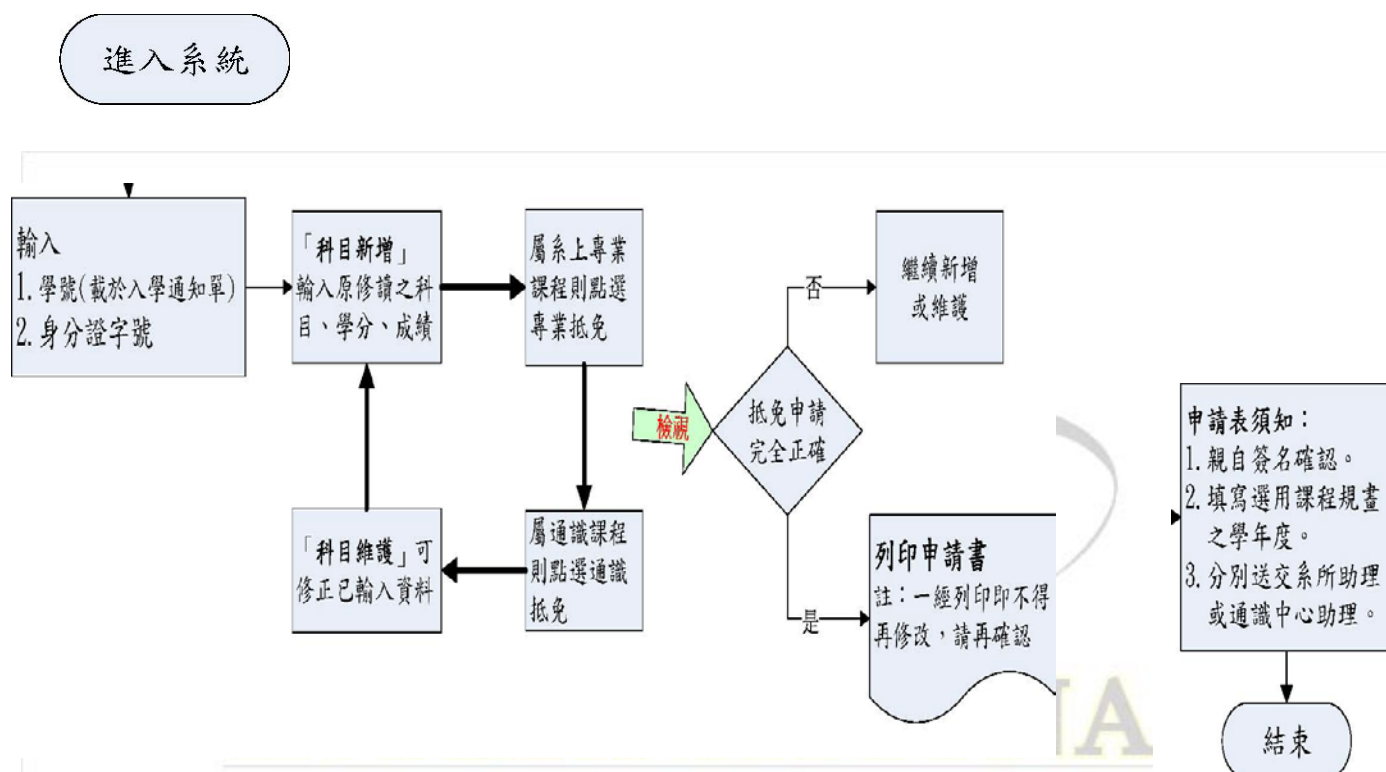 進入系統
輸入
1. 學號(載於入學通知單)
2. 身分證字號
「科目新增」
輸入原修讀之科
目、學分、成績
屬系上專業
課程則點選
專業抵免
屬通識課程
則點選通識
抵免
「科目維護」可
修正已輸入資料
檢視
抵免申請
完全正確
否
繼續新增
或維護
是
列印申請書
註：一經列印即不得
再修改，請再確認
申請表須知：
1. 親自簽名確認。
2. 填寫選用課程規畫
之學年度。
3. 分別送交系所助理
或通識中心助理。
結束